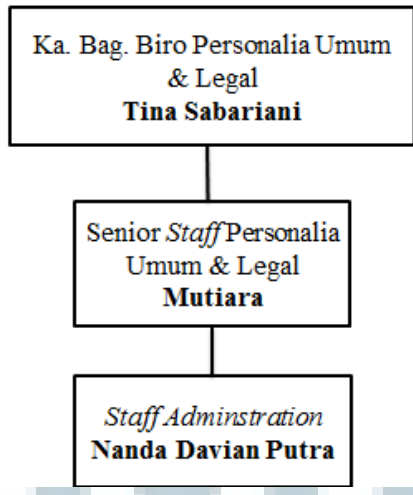 Ka. Bag. Biro Personalia Umum
& Legal
Tina Sabariani
Senior Staff Personalia
Umum & Legal
Mutiara
Staff Adminstration
Nanda Davian Putra